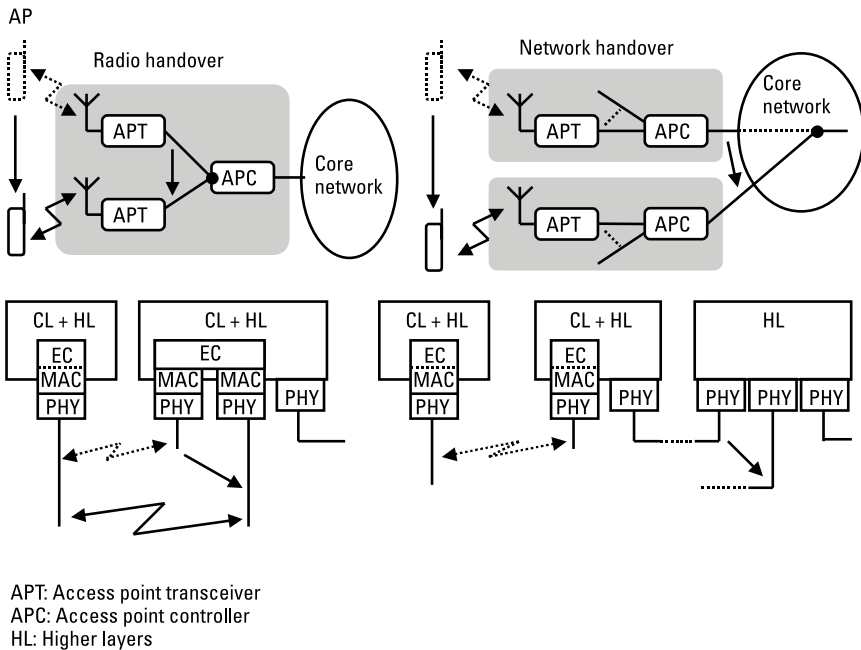 AP
Radio handover
APT
APT
APC
Core
network
Network handover
APT
APC
APT
APC
Core
network
CL + HL
EC
MAC
PHY
CL + HL
EC
MAC MAC
PHY PHY PHY
CL + HL
EC
MAC
PHY
CL + HL
EC
MAC
PHY PHY
HL
PHY PHY PHY
APT: Access point transceiver
APC: Access point controller
HL: Higher layers